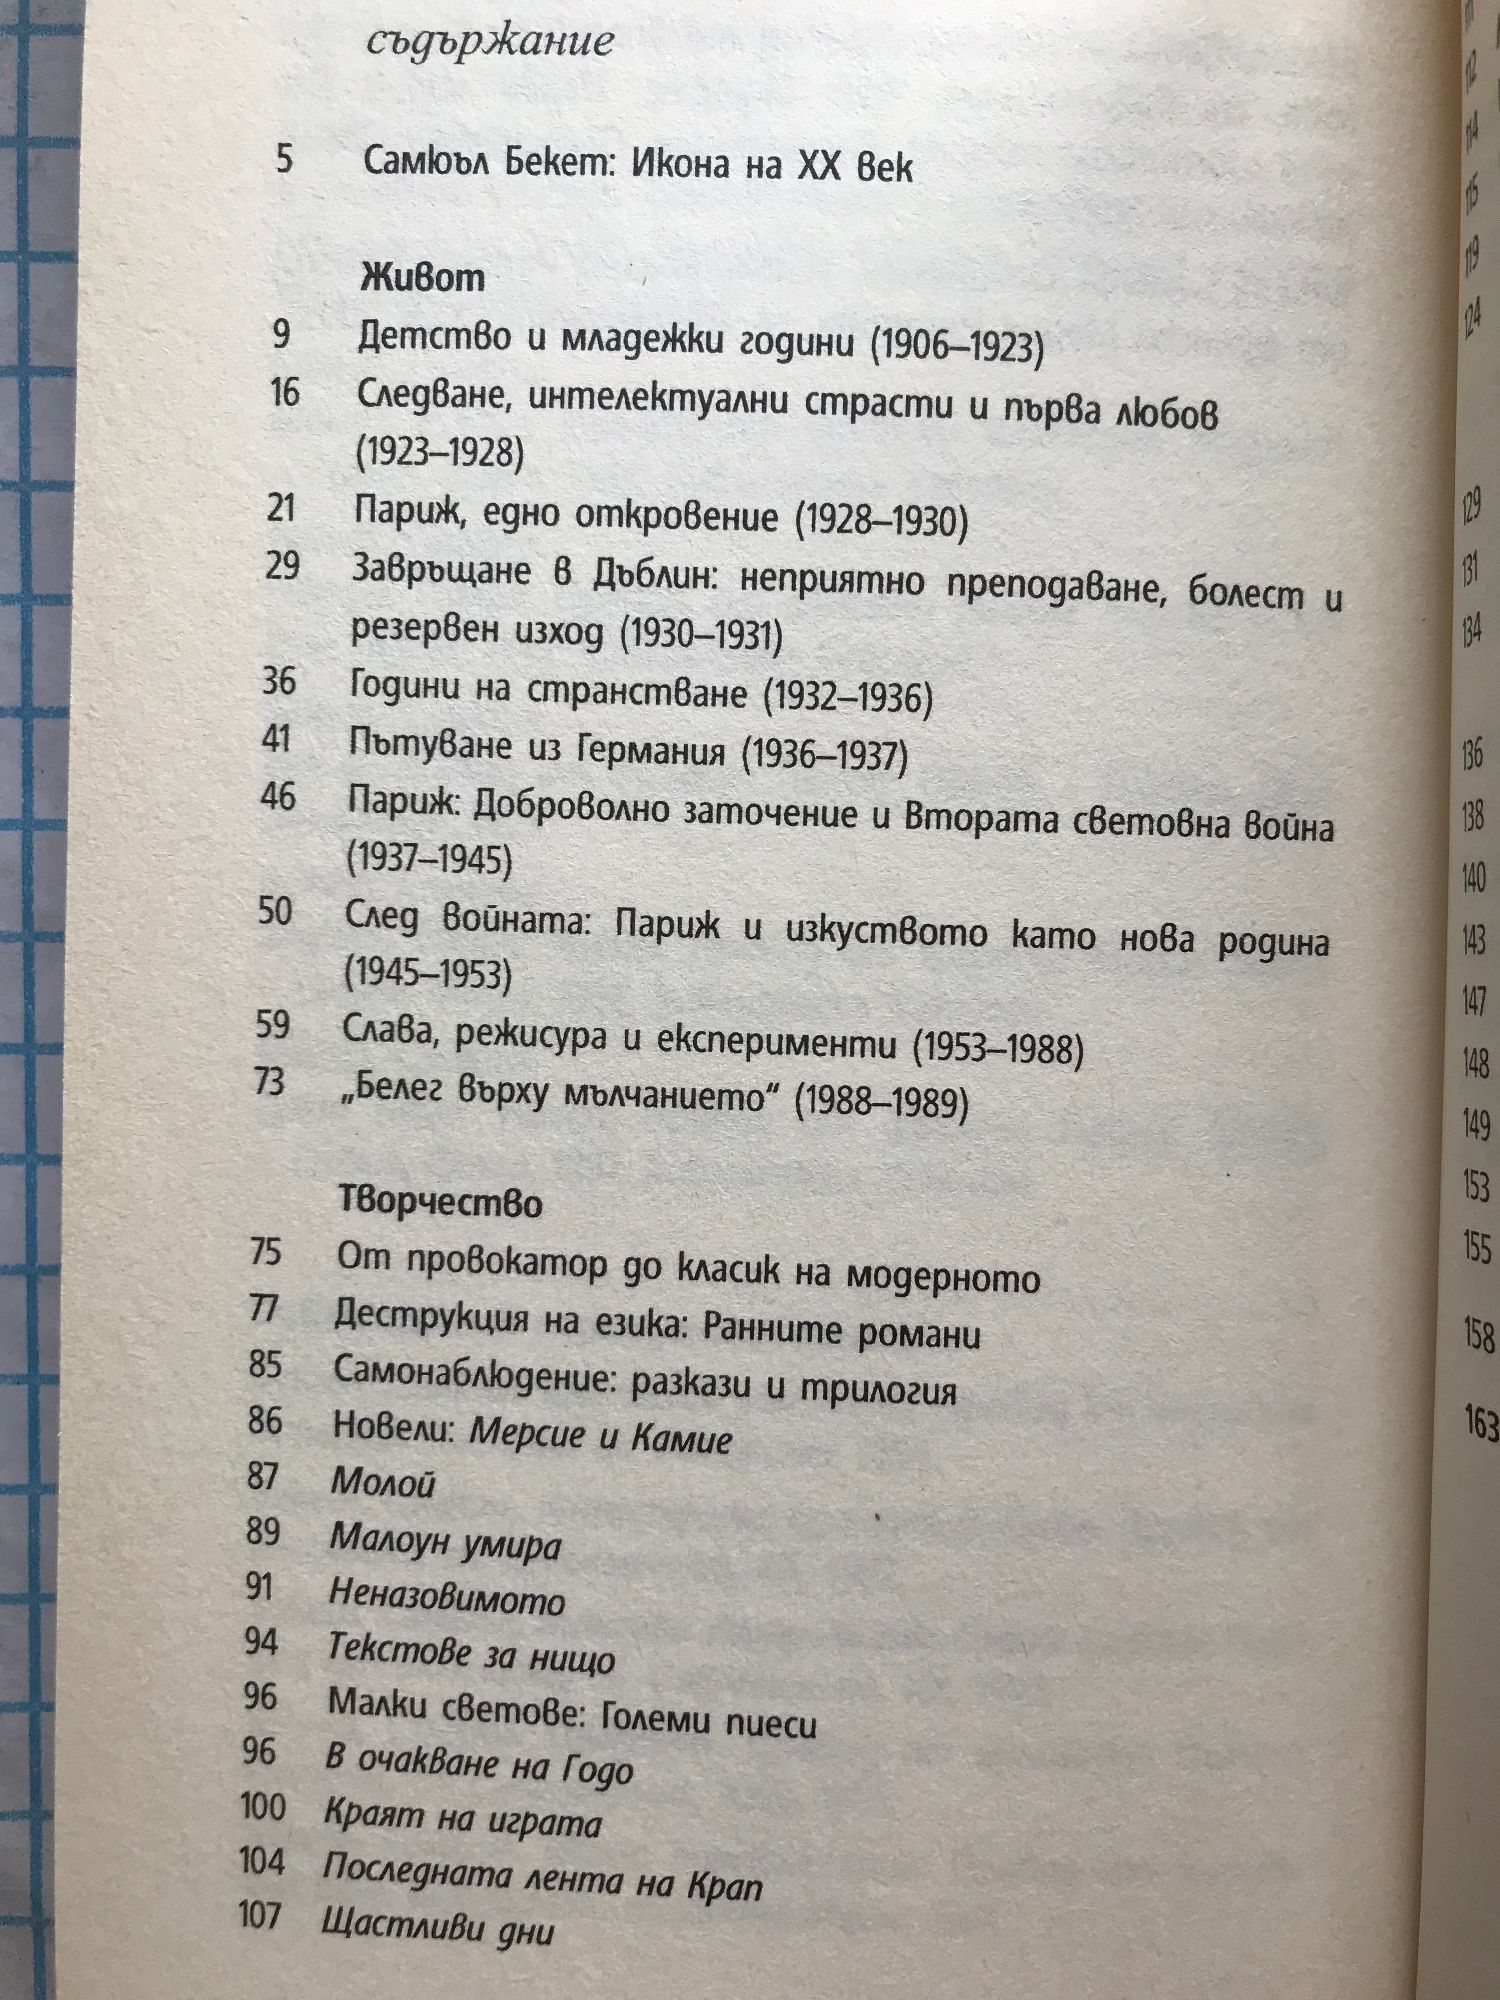 съдържание
5 Самюъл Бекет: Икона на XX век
Живот
9 Детство и младежки години (1906–1923)
16 Следване, интелектуални страсти и първа любов
(1923–1928)
21 Париж, едно откровение (1928–1930)
29 Завръщане в Дъблин: неприятно преподаване, болест и
резервен изход (1930–1931)
36 Години на странстване (1932–1936)
41 Пътуване из Германия (1936–1937)
46 Париж: Доброволно заточение и Втората световна война
(1937–1945)
50 След войната: Париж и изкуството като нова родина
(1945–1953)
59 Слава, режисура и експерименти (1953–1988)
73 „Белег върху мълчанието“ (1988–1989)
Творчество
75 От провокатор до класик на модерното
77 Деструкция на езика: Ранните романи
85 Самонаблюдение: разкази и трилогия
86 Новели: Мерсие и Камие
87 Молой
89 Малоун умира
91 Неназовимото
94 Текстове за нищо
96 Малки светове: Големи пиеси
96 В очакване на Годо
100 Краят на играта
104 Последната лента на Крап
107 Щастливи дни
114
115
119
124
129
131
134
136
138
140
143
147
148
149
153
155
158
163